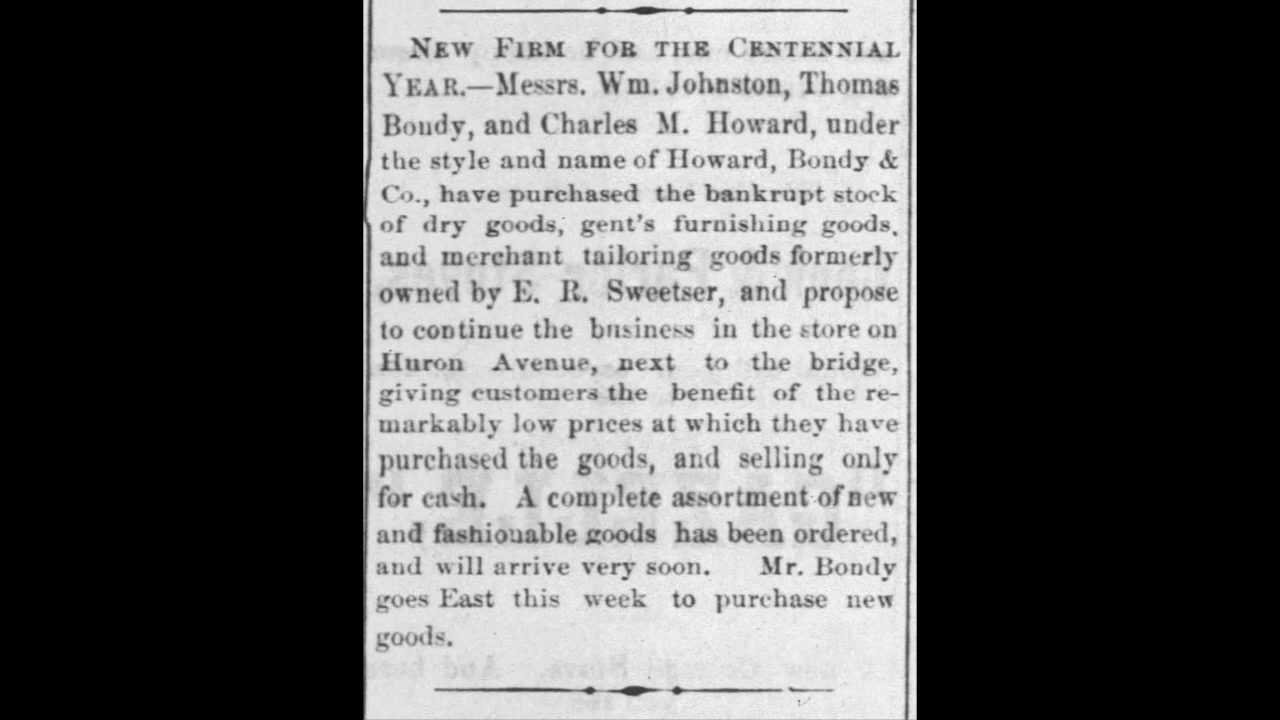 NEW FIRM FOR THE CENTENNIAL
YEAR.—Messrs. Wm. Johnston, Thomas
Bondy, and Charles M. Howard, under
the style and name of Howard, Bondy &
Co., have purchased the bankrupt stock
of dry goods, gent's furnishing goods,
and merchant tailoring goods formerly
owned by E. R. Sweetser, and propose
to continue the business in the store on
Huron Avenue, next to the bridge,
giving customers the benefit of the re-
markably low prices at which they have
purchased the goods, and selling only
for cash. A complete assortment of new
and fashionable goods has been ordered,
and will arrive very soon. Mr. Bondy
goes East this week to purchase new
goods.